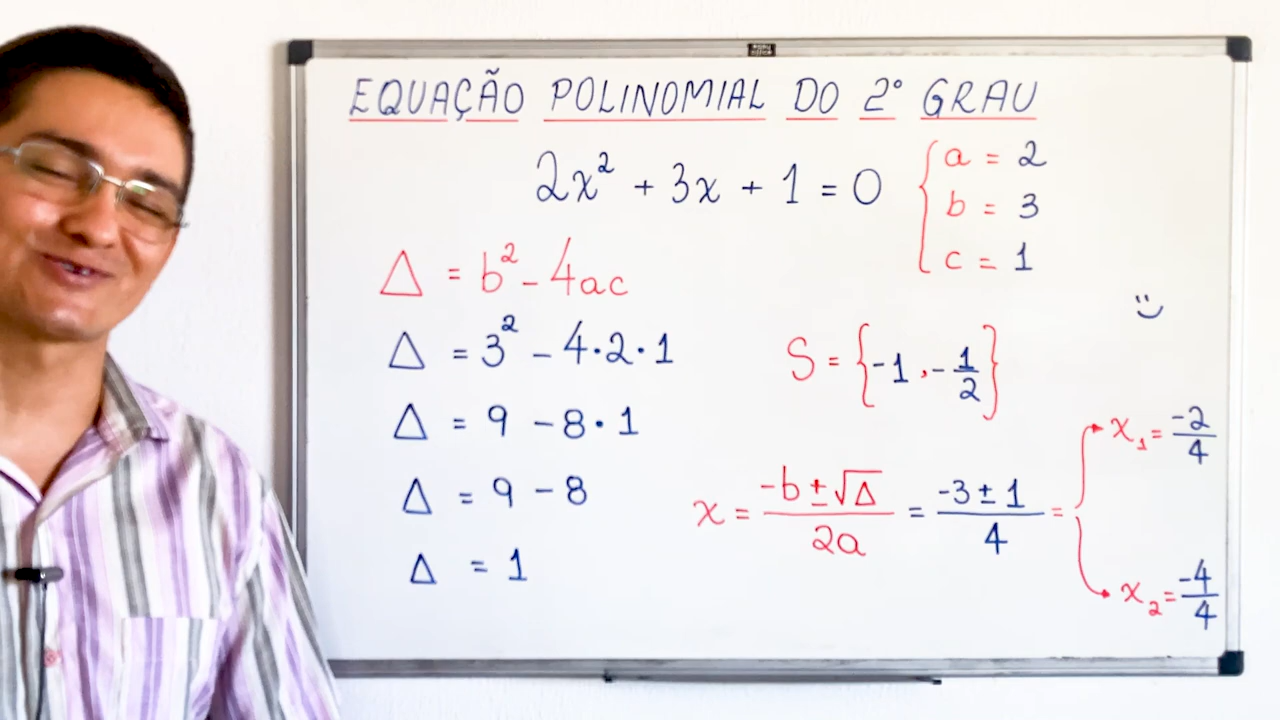 EQUAÇÃO POLINOMIAL DO 2° GRAU
2x² + 3x + 1 = 0
a = 2
b = 3
c = 1
Δ = b² - 4ac
Δ = 3² - 4·2·1
Δ = 9 - 8·1
Δ = 9 - 8
Δ = 1
S = {-1, -1/2}
x = (-b ± √Δ)/2a = (-3 ± 1)/4 =
x₁ = -2/4
x₂ = -4/4